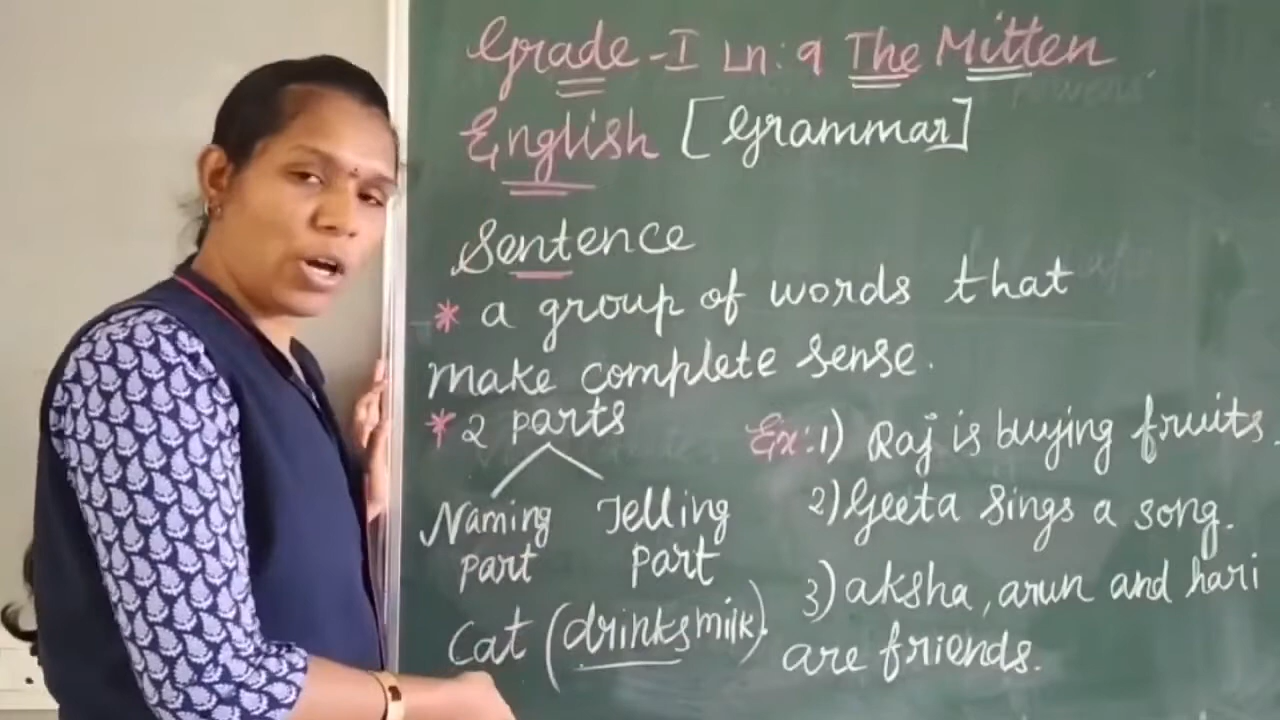 Grade-I Ln: 9 The Mitten
English [Grammar]
Sentence
* a group of words that
make complete sense.
* 2 parts
Naming part
Telling part
Cat (drinks milk).
Ex: 1) Raj is buying fruits.
2) Geeta sings a song.
3) aksha, arun and hari
are friends.